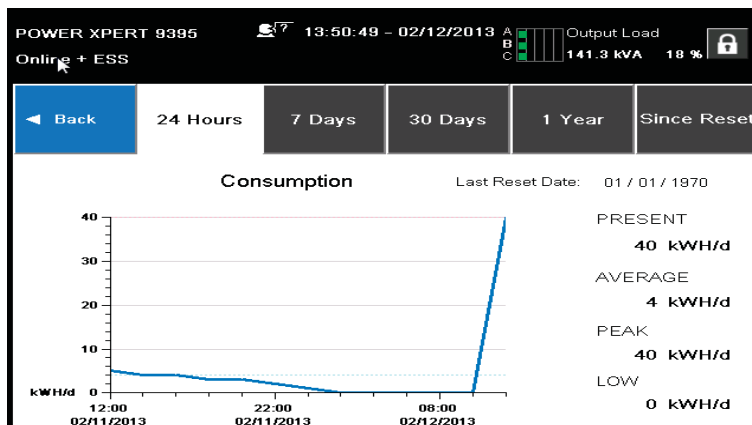 POWER XPERT 9395
? 13:50:49 - 02/12/2013
A
B
C
Output Load
141.3 kVA 18 %
Online + ESS
◄ Back
24 Hours
7 Days
30 Days
1 Year
Since Reset
Consumption
Last Reset Date: 01 / 01 / 1970
40
30
20
10
kWH/d 0
12:00
02/11/2013
22:00
02/11/2013
08:00
02/12/2013
PRESENT
40 kWH/d
AVERAGE
4 kWH/d
PEAK
40 kWH/d
LOW
0 kWH/d